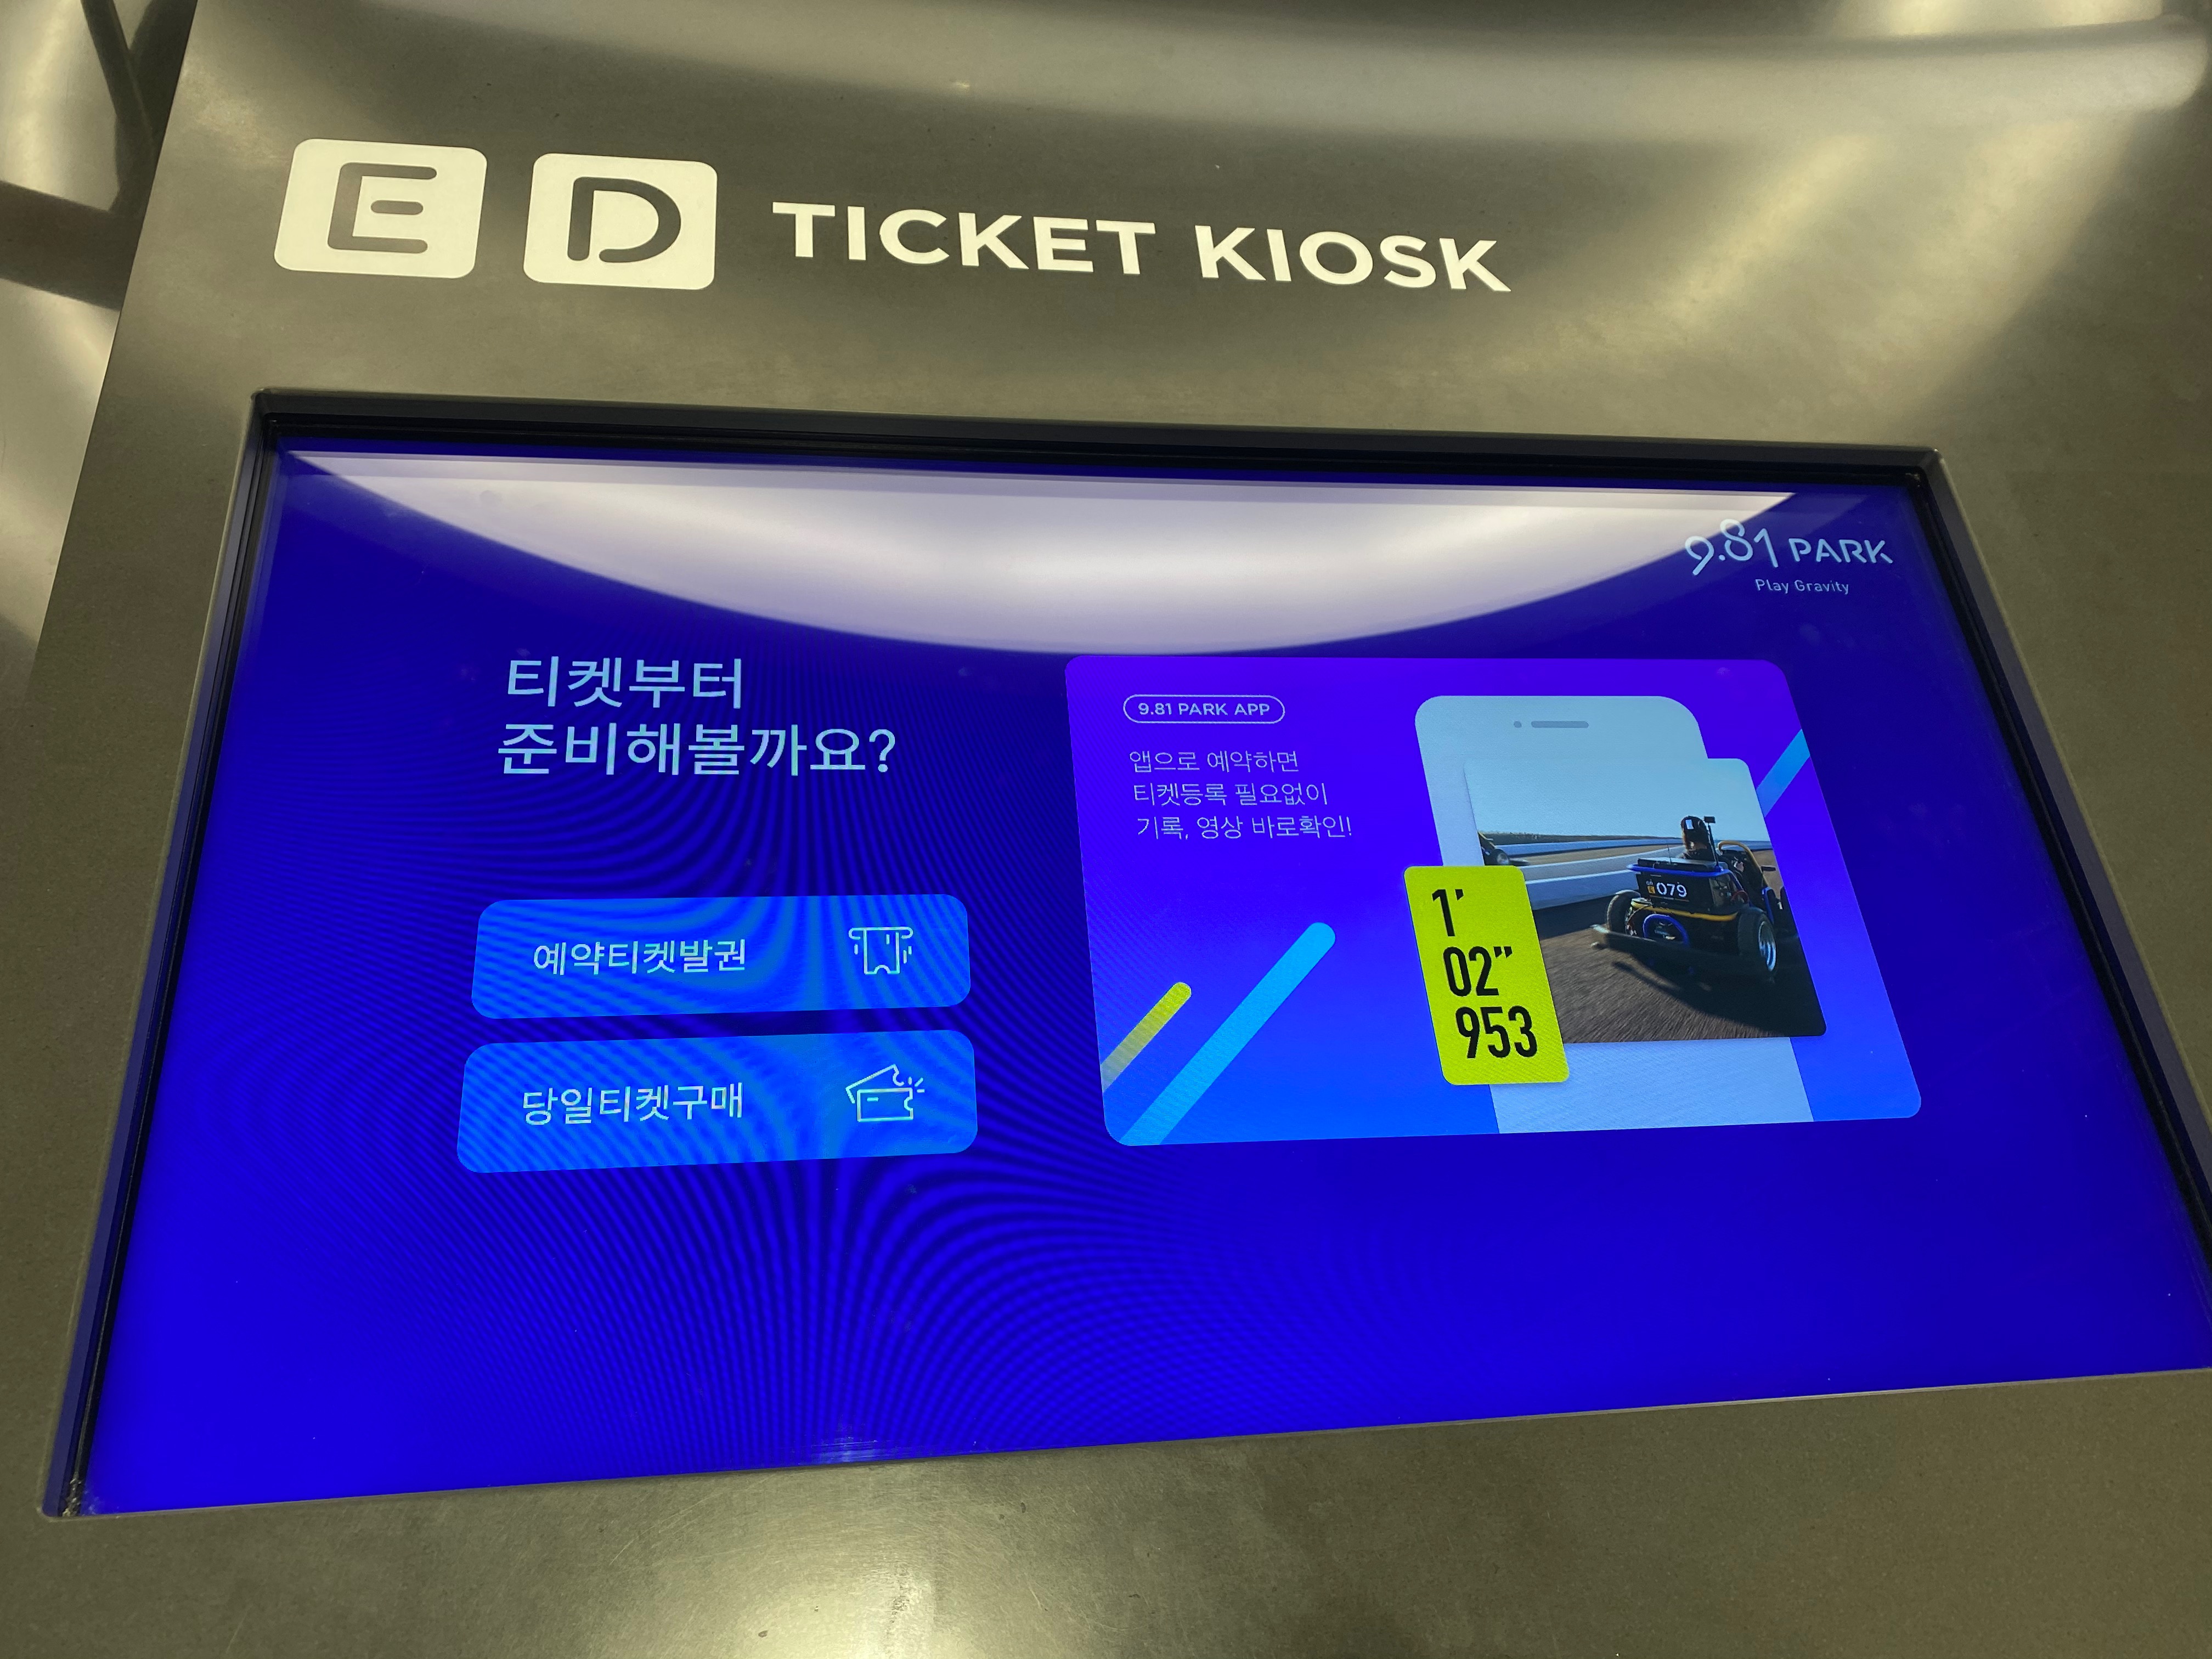 E D TICKET KIOSK
9.81 PARK
Play Gravity
티켓부터
준비해볼까요?
예약티켓발권
당일티켓구매
9.81 PARK APP
앱으로 예약하면
티켓등록 필요없이
기록, 영상 바로확인!
079
1'
02"
953